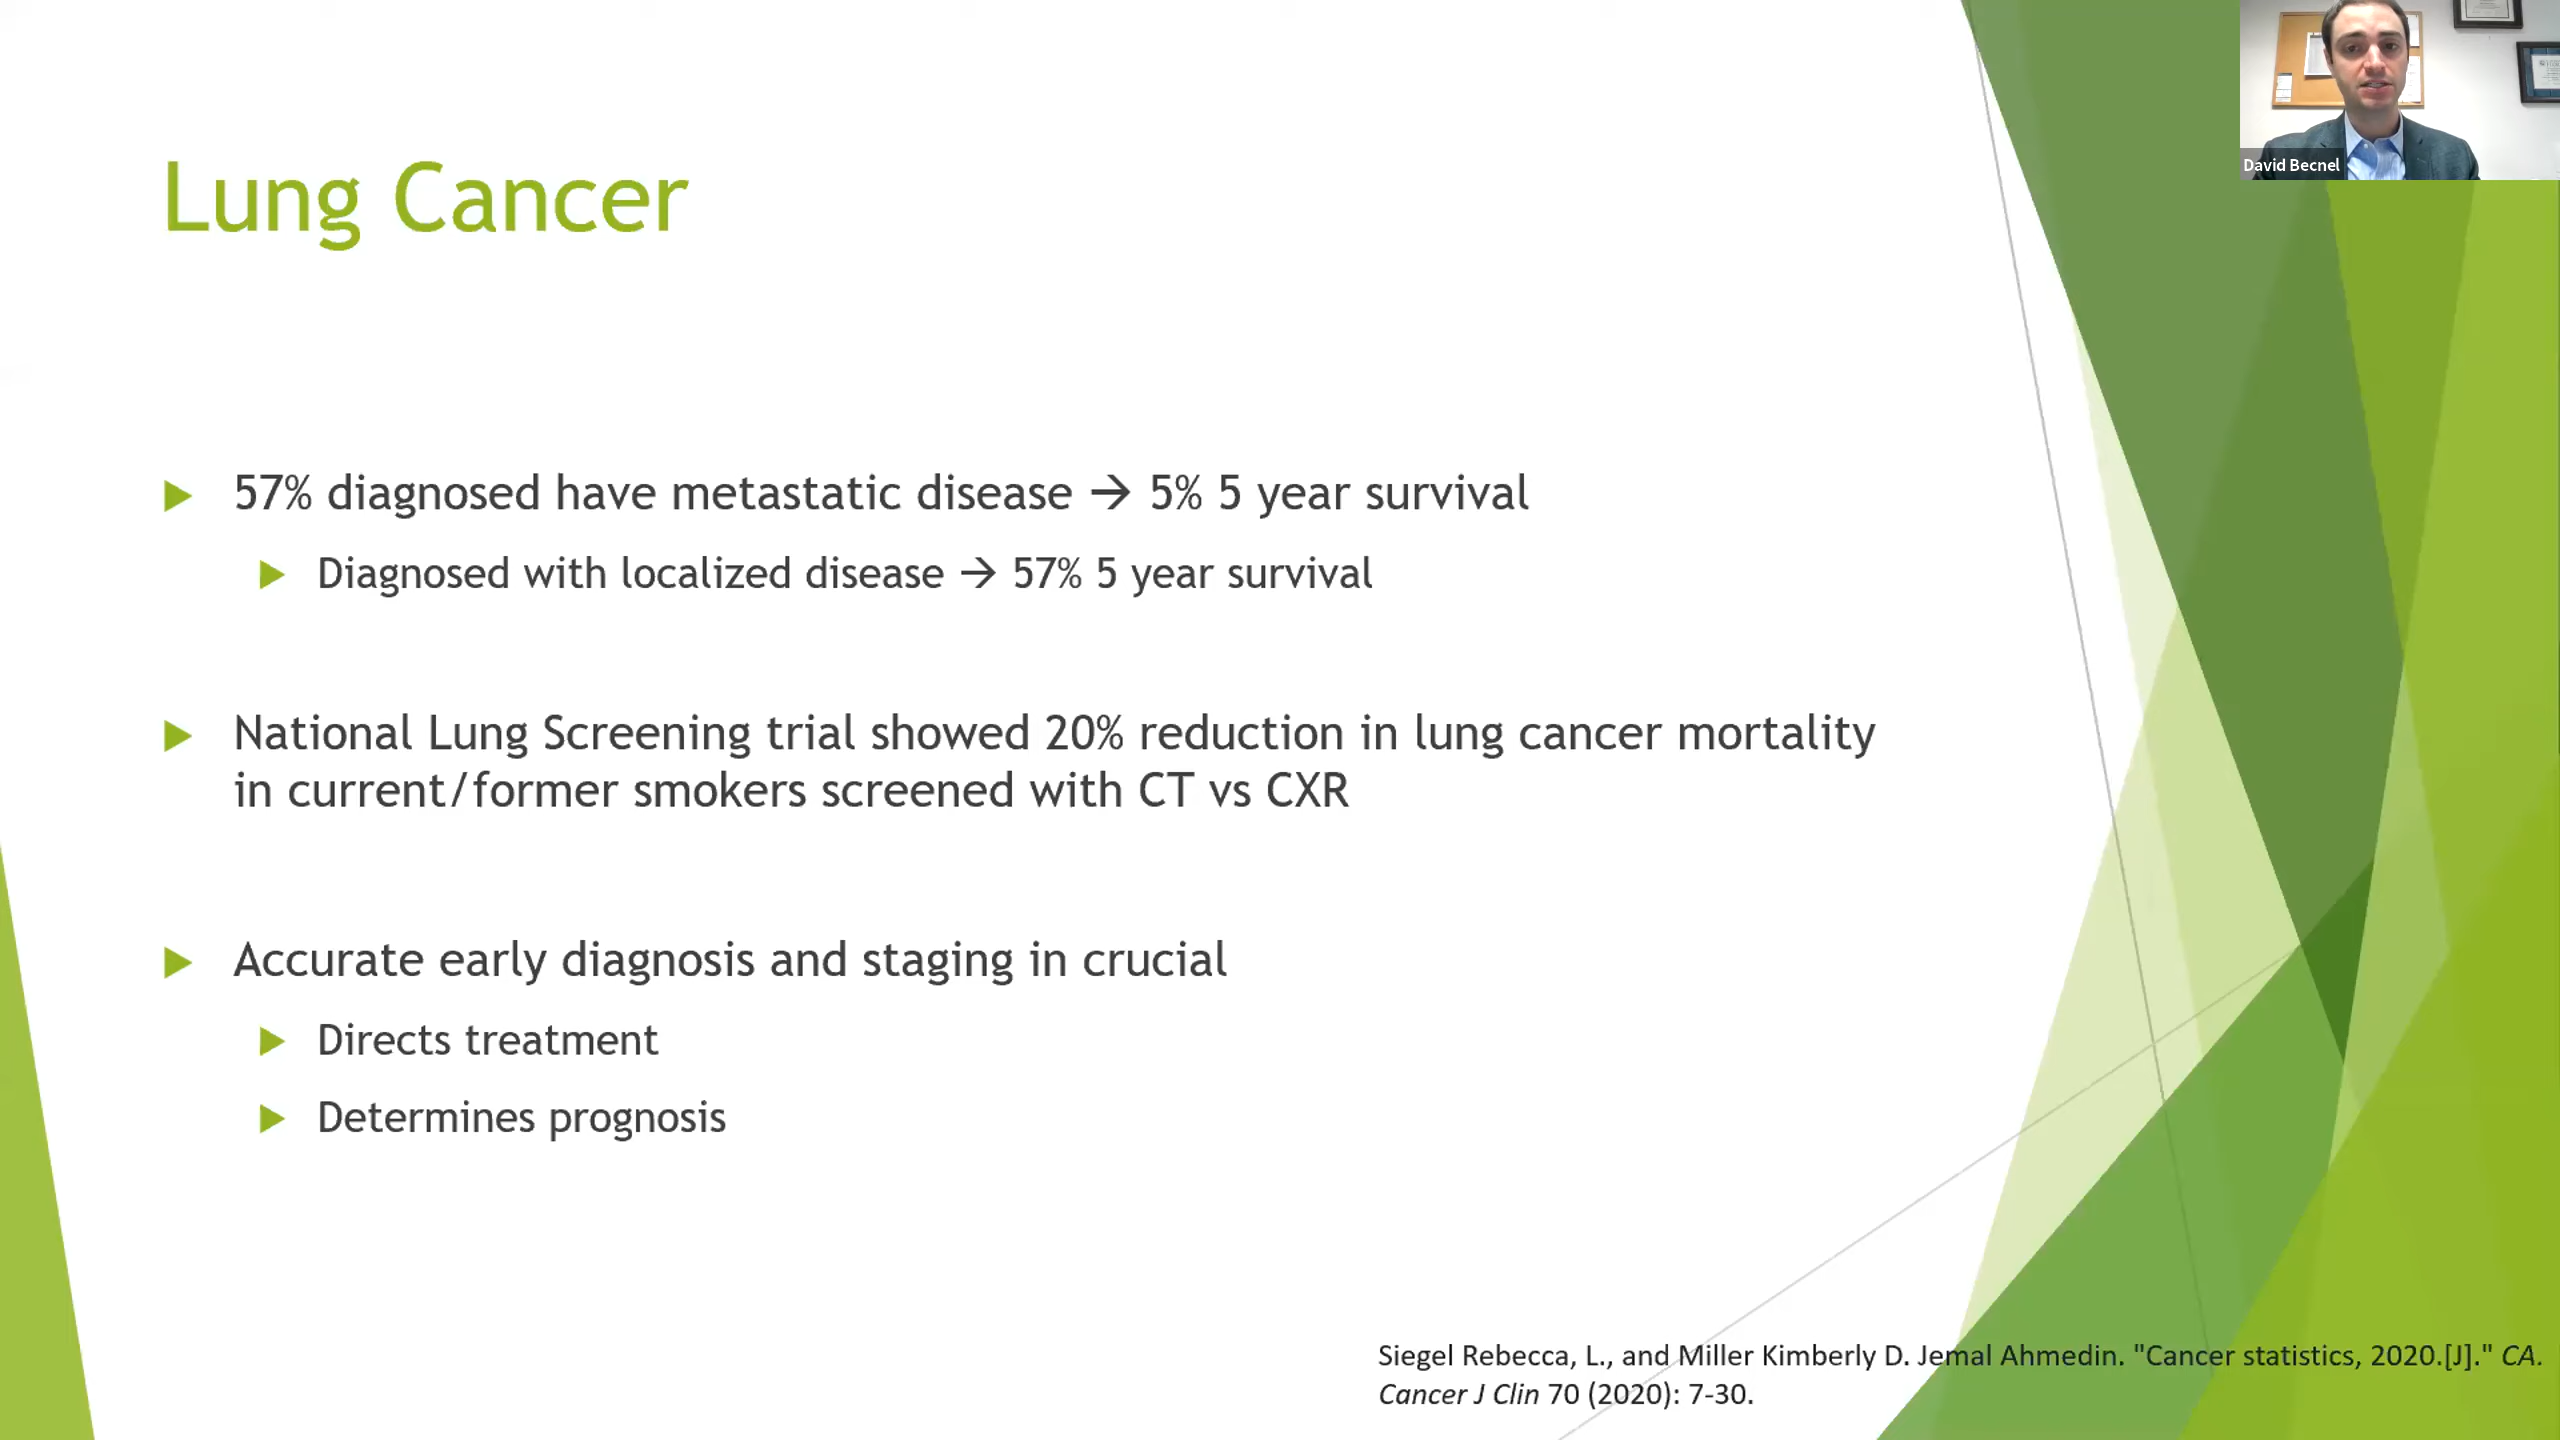 David Becnel
Lung Cancer
57% diagnosed have metastatic disease → 5% 5 year survival
Diagnosed with localized disease → 57% 5 year survival
National Lung Screening trial showed 20% reduction in lung cancer mortality
in current/former smokers screened with CT vs CXR
Accurate early diagnosis and staging in crucial
Directs treatment
Determines prognosis
Siegel Rebecca, L., and Miller Kimberly D. Jemal Ahmedin. "Cancer statistics, 2020.[J]." CA.
Cancer J Clin 70 (2020): 7-30.